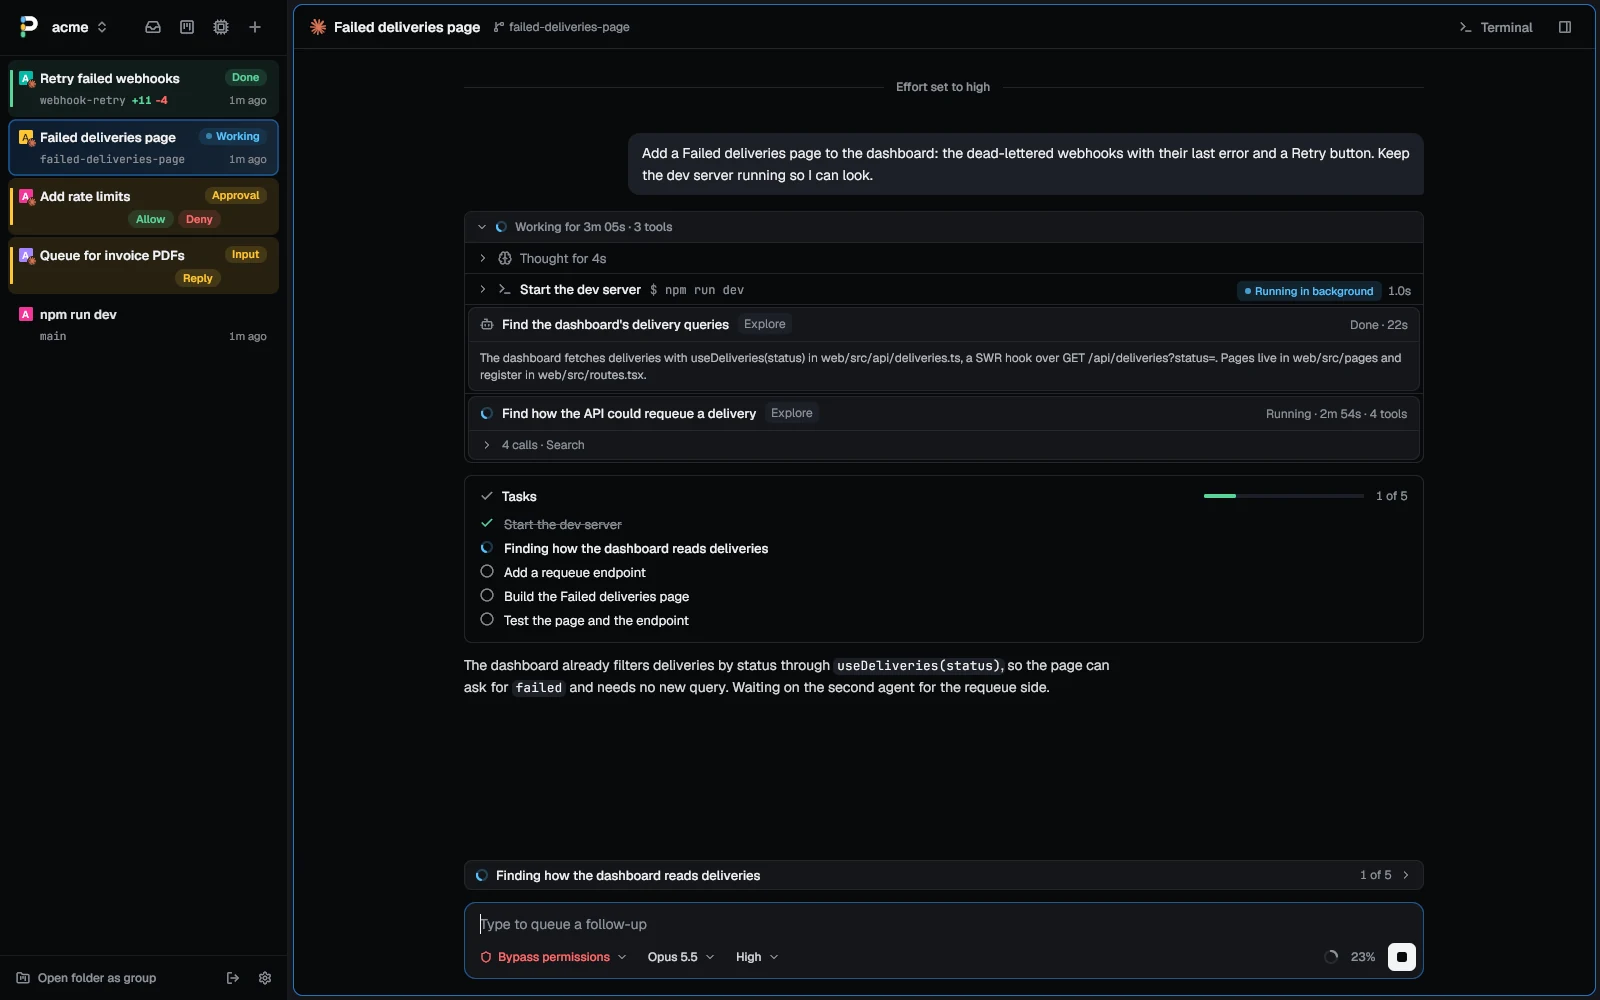 acme
Retry failed webhooks
Done
webhook-retry +11 -4
1m ago
Failed deliveries page
Working
failed-deliveries-page
1m ago
Add rate limits
Approval
Allow
Deny
Queue for invoice PDFs
Input
Reply
npm run dev
main
1m ago
Open folder as group
Failed deliveries page
failed-deliveries-page
Terminal
Effort set to high
Add a Failed deliveries page to the dashboard: the dead-lettered webhooks with their last error and a Retry button. Keep
the dev server running so I can look.
Working for 3m 05s · 3 tools
Thought for 4s
Start the dev server $ npm run dev
Running in background 1.0s
Find the dashboard's delivery queries Explore
Done · 22s
The dashboard fetches deliveries with useDeliveries(status) in web/src/api/deliveries.ts, a SWR hook over GET /api/deliveries?status=. Pages live in web/src/pages and
register in web/src/routes.tsx.
Find how the API could requeue a delivery Explore
Running · 2m 54s · 4 tools
4 calls · Search
Tasks
1 of 5
Start the dev server
Finding how the dashboard reads deliveries
Add a requeue endpoint
Build the Failed deliveries page
Test the page and the endpoint
The dashboard already filters deliveries by status through useDeliveries(status), so the page can
ask for failed and needs no new query. Waiting on the second agent for the requeue side.
Finding how the dashboard reads deliveries
1 of 5
Type to queue a follow-up
Bypass permissions
Opus 5.5
High
23%